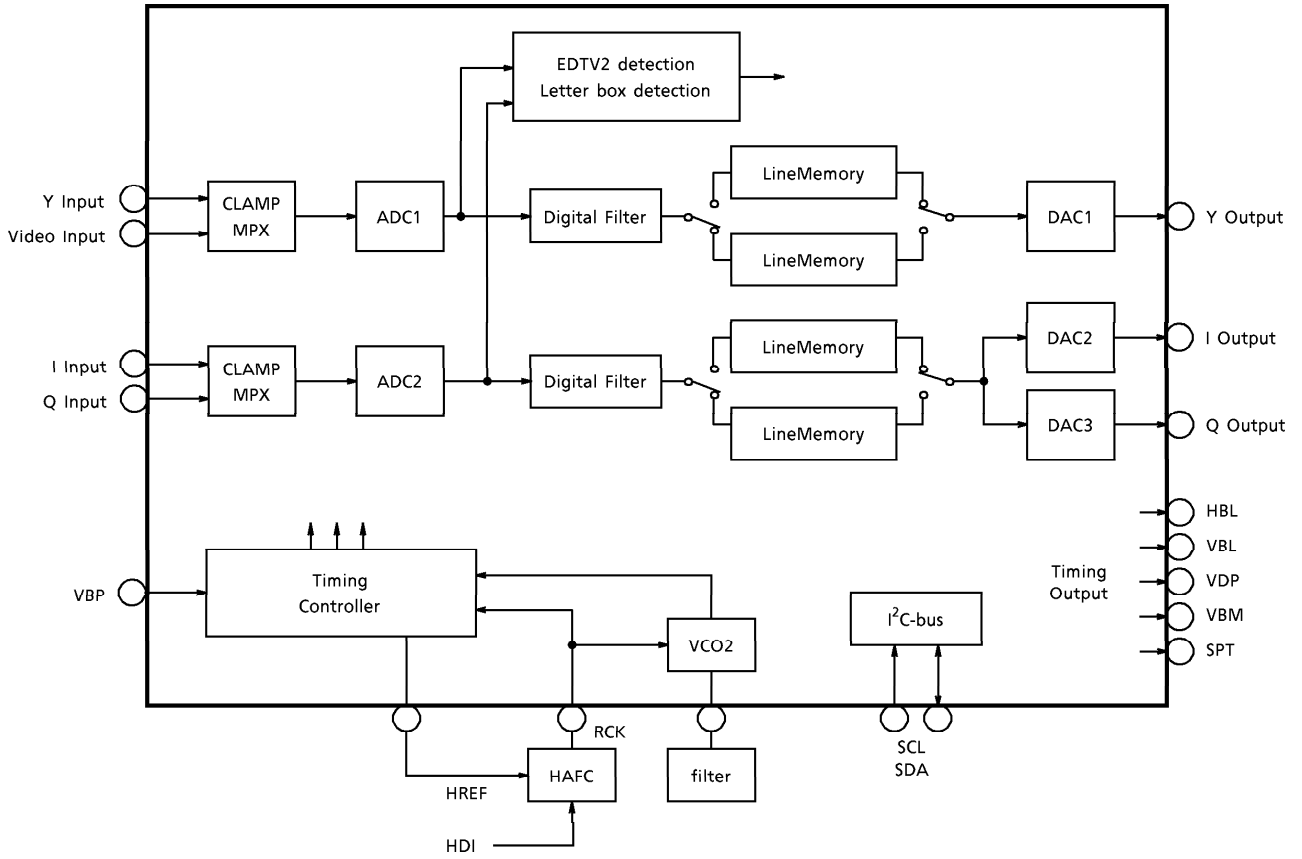 EDTV2 detection
Letter box detection
LineMemory
Y Input
Video Input
CLAMP
MPX
ADC1
Digital Filter
LineMemory
DAC1
Y Output
I Input
Q Input
CLAMP
MPX
ADC2
Digital Filter
LineMemory
LineMemory
DAC2
I Output
DAC3
Q Output
HBL
VBL
VDP
VBM
SPT
Timing
Output
VBP
Timing
Controller
VCO2
I²C-bus
RCK
SCL
SDA
HAFC
filter
HREF
HDI